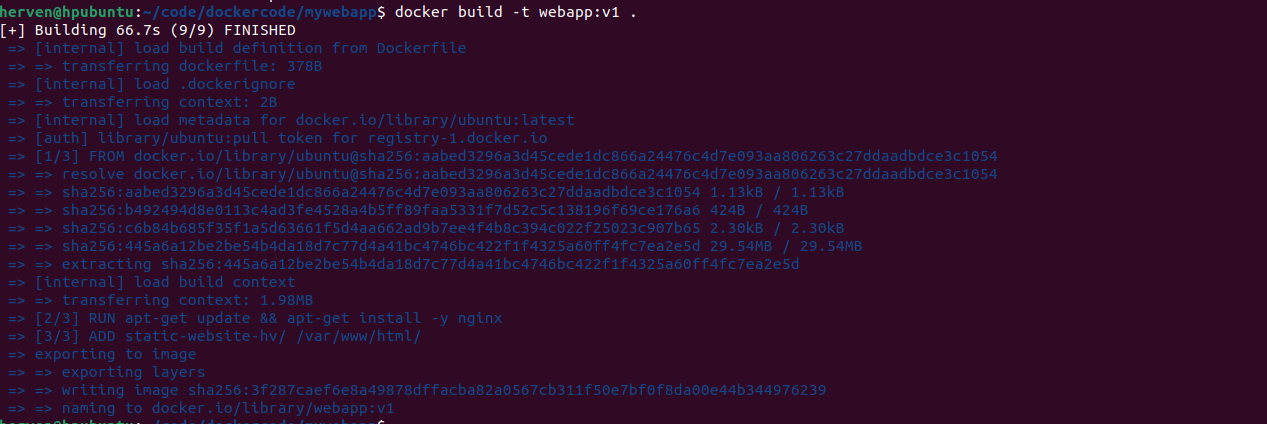 herven@hpubuntu:~/code/dockercode/mywebapp$ docker build -t webapp:v1 .
[+] Building 66.7s (9/9) FINISHED
=> [internal] load build definition from Dockerfile
=> => transferring dockerfile: 378B
=> [internal] load .dockerignore
=> => transferring context: 2B
=> [internal] load metadata for docker.io/library/ubuntu:latest
=> [auth] library/ubuntu:pull token for registry-1.docker.io
=> [1/3] FROM docker.io/library/ubuntu@sha256:aabed3296a3d45cede1dc866a24476c4d7e093aa806263c27ddaadbdce3c1054
=> => resolve docker.io/library/ubuntu@sha256:aabed3296a3d45cede1dc866a24476c4d7e093aa806263c27ddaadbdce3c1054
=> => sha256:aabed3296a3d45cede1dc866a24476c4d7e093aa806263c27ddaadbdce3c1054 1.13kB / 1.13kB
=> => sha256:b492494d8e0113c4ad3fe4528a4b5ff89faa5331f7d52c5c138196f69ce176a6 424B / 424B
=> => sha256:c6b84b685f35f1a5d63661f5d4aa662ad9b7ee4f4b8c394c022f25023c907b65 2.30kB / 2.30kB
=> => sha256:445a6a12be2be54b4da18d7c77d4a41bc4746bc422f1f4325a60ff4fc7ea2e5d 29.54MB / 29.54MB
=> => extracting sha256:445a6a12be2be54b4da18d7c77d4a41bc4746bc422f1f4325a60ff4fc7ea2e5d
=> [internal] load build context
=> => transferring context: 1.98MB
=> [2/3] RUN apt-get update && apt-get install -y nginx
=> [3/3] ADD static-website-hv/ /var/www/html/
=> exporting to image
=> => exporting layers
=> => writing image sha256:3f287caef6e8a49878dffacba82a0567cb311f50e7bf0f8da00e44b344976239
=> => naming to docker.io/library/webapp:v1
herven@hpubuntu:~/code/dockercode/mywebapp$